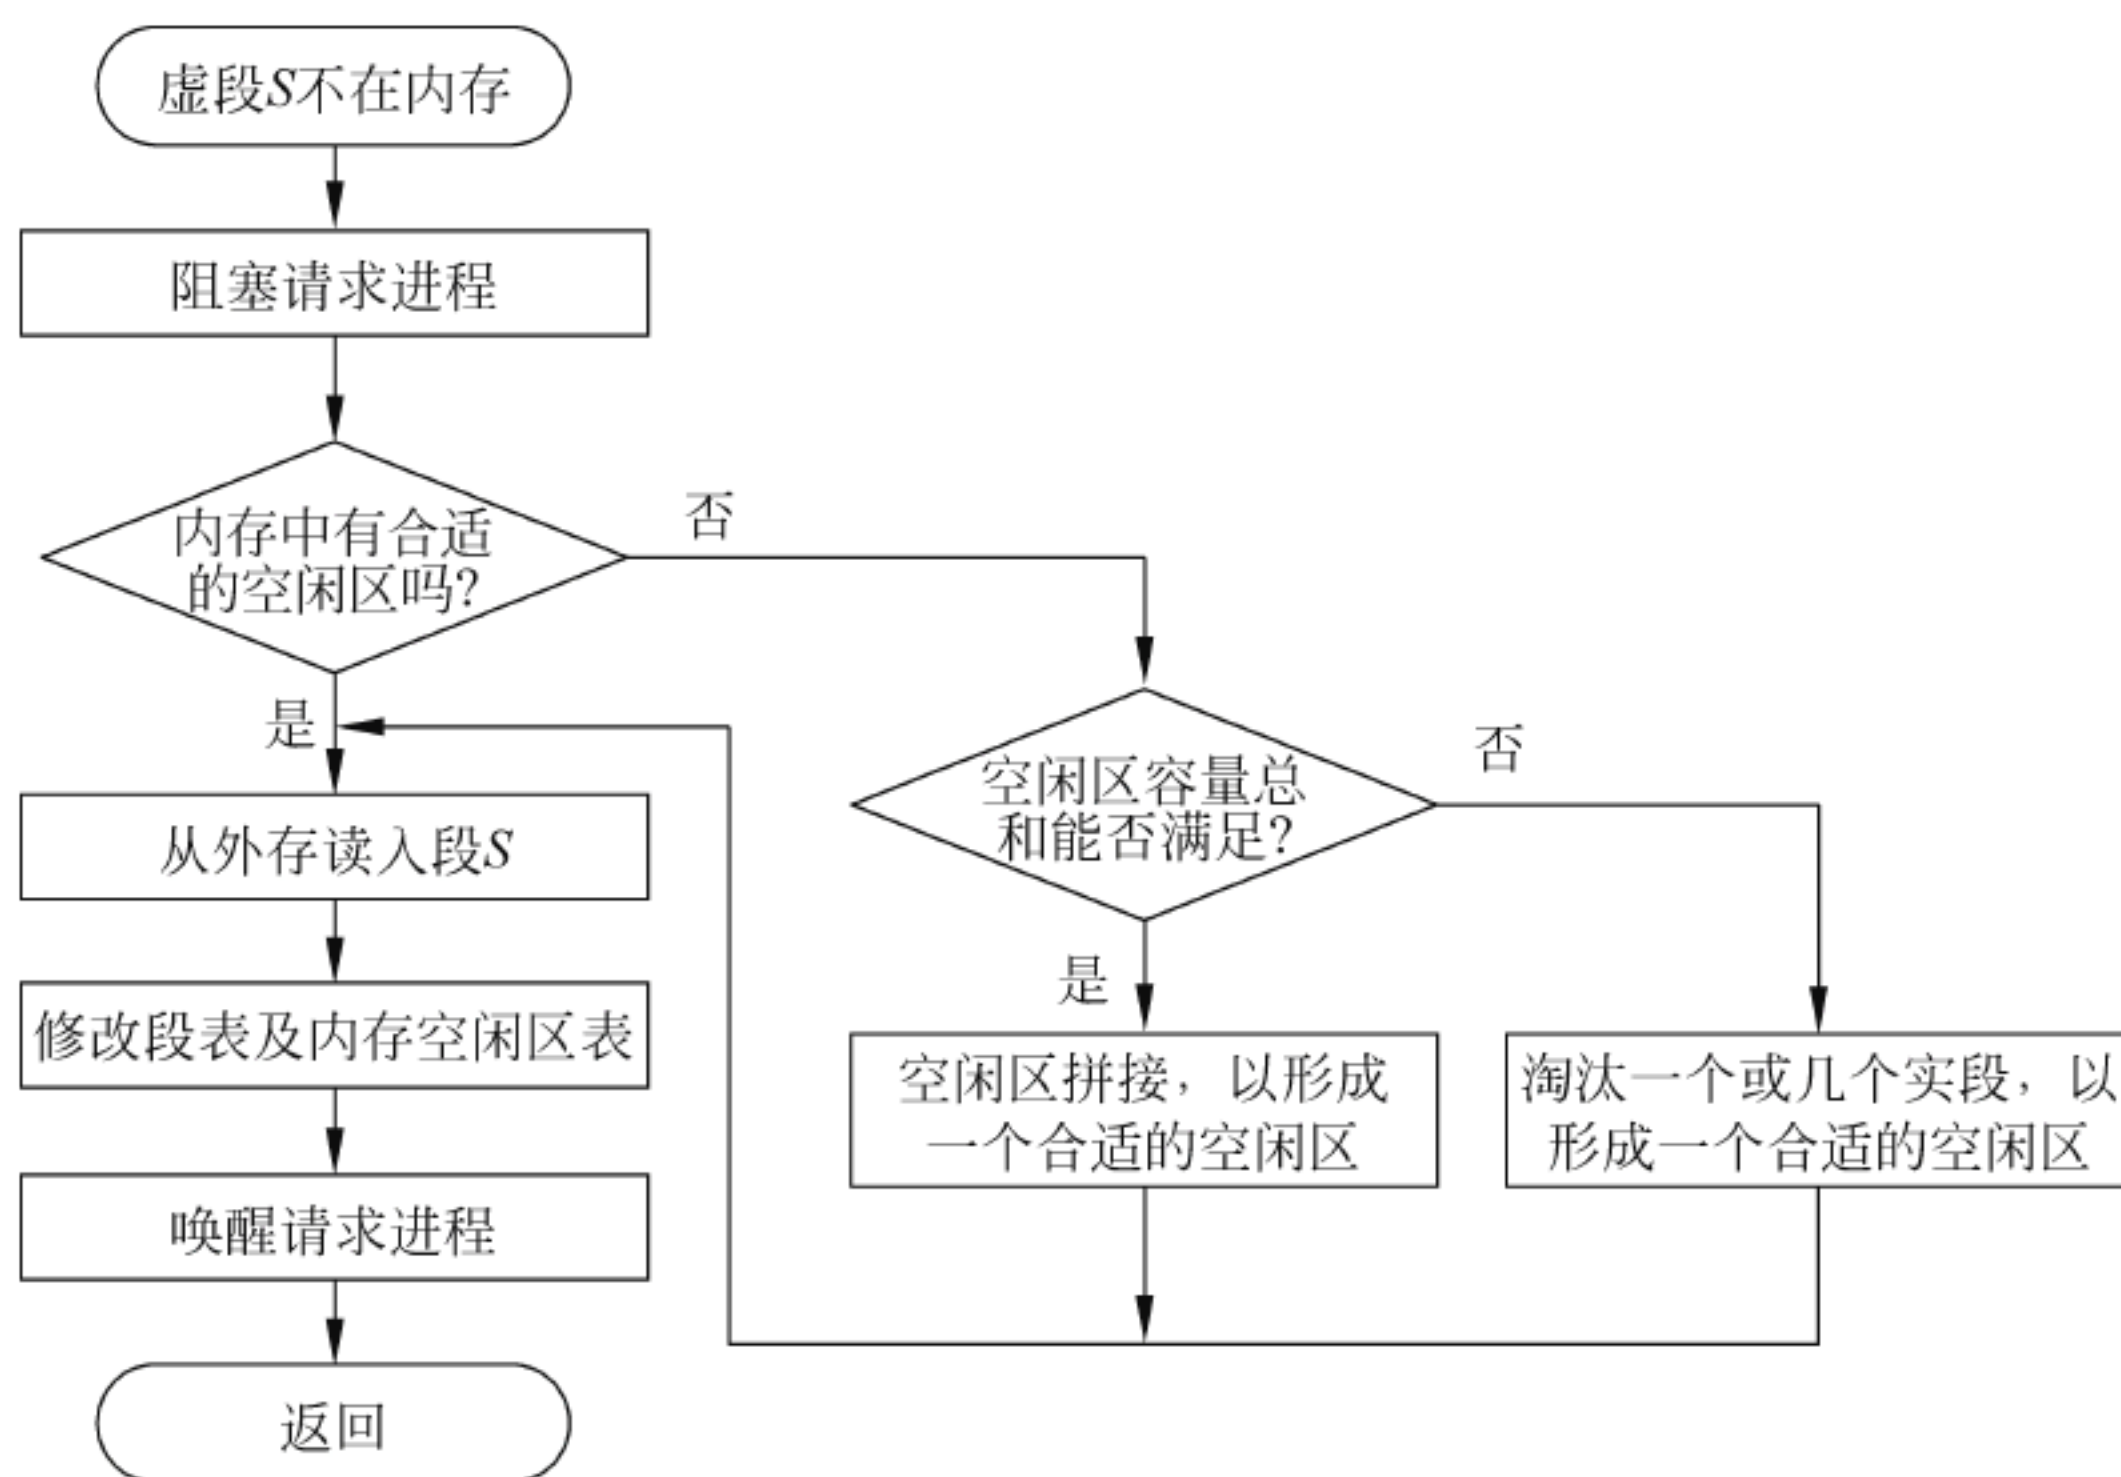 虚段S不在内存
阻塞请求进程
内存中有合适
的空闲区吗?
否
是
从外存读入段S
修改段表及内存空闲区表
唤醒请求进程
返回
空闲区容量总
和能否满足?
否
是
空闲区拼接，以形成
一个合适的空闲区
淘汰一个或几个实段，以
形成一个合适的空闲区